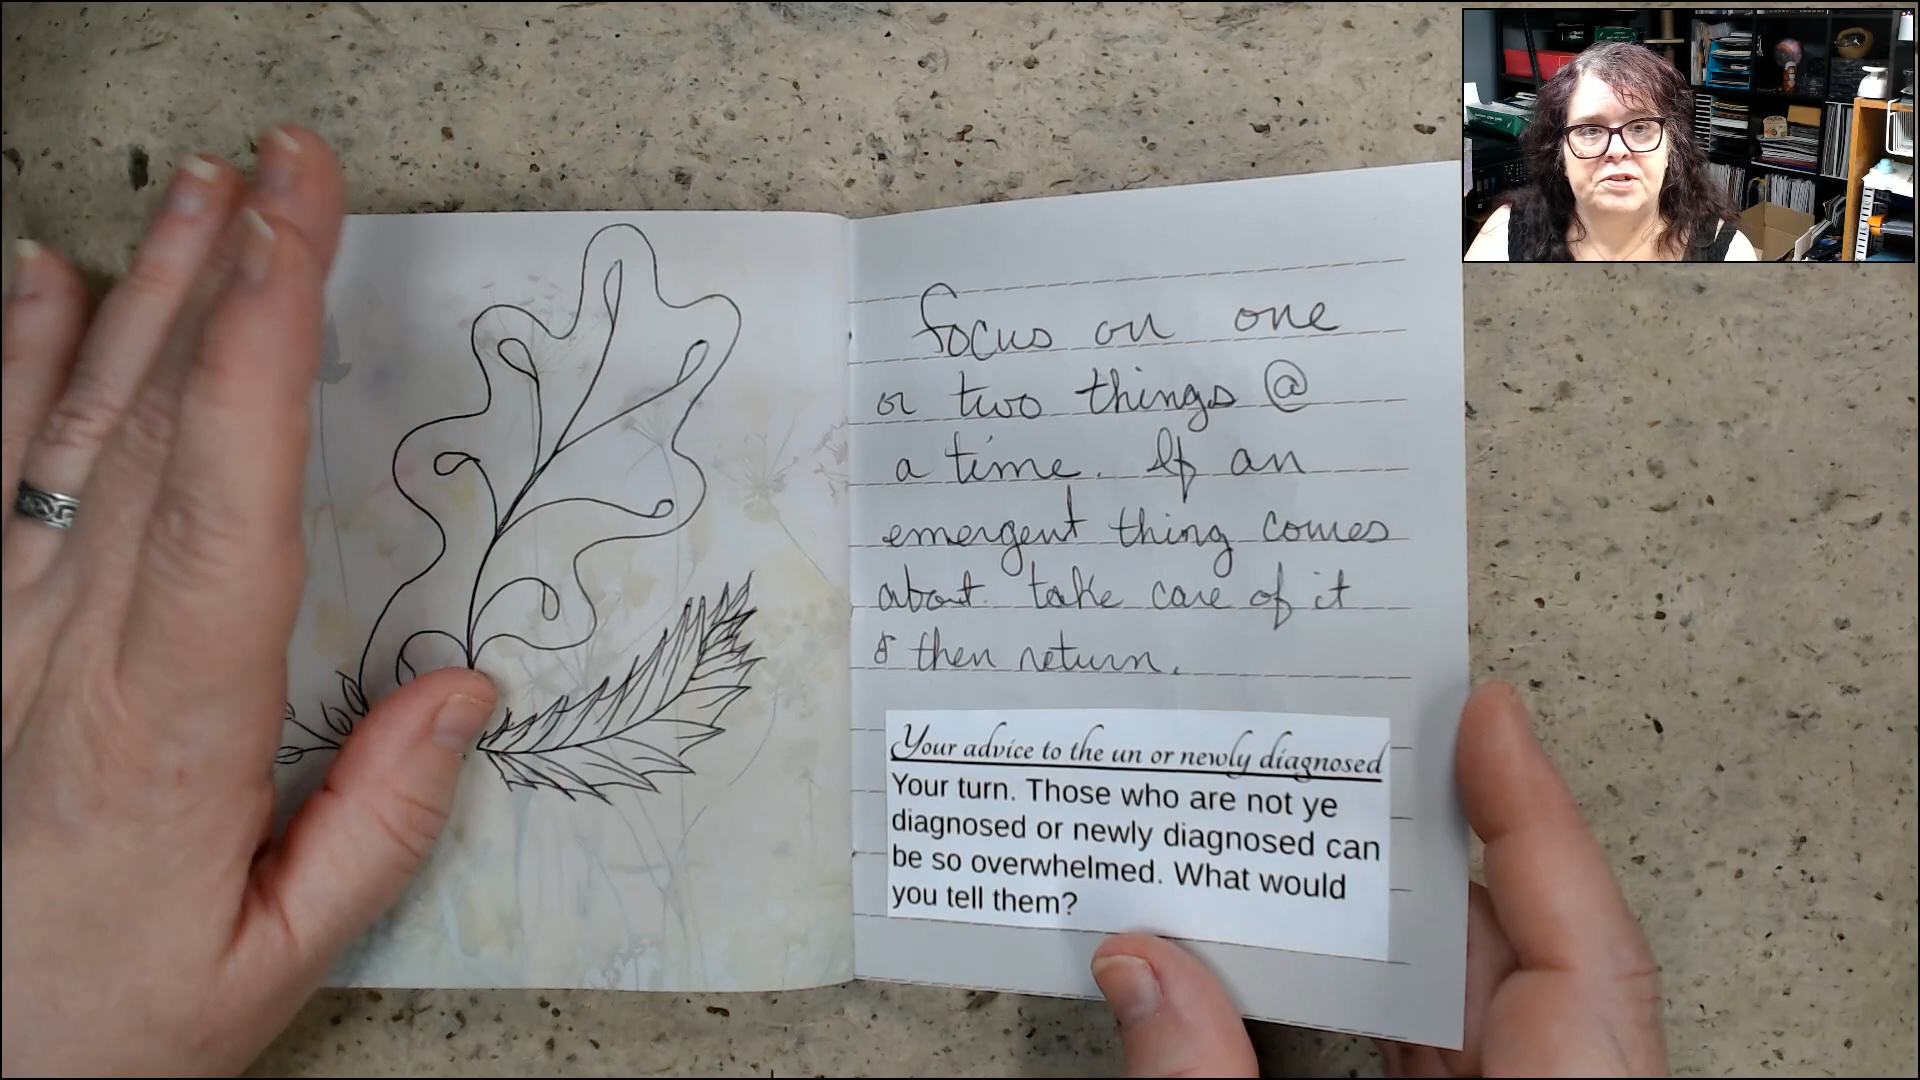 Focus on one
or two things @
a time. If an
emergent thing comes
about take care of it
& then return.
Your advice to the un or newly diagnosed
Your turn. Those who are not ye
diagnosed or newly diagnosed can
be so overwhelmed. What would
you tell them?